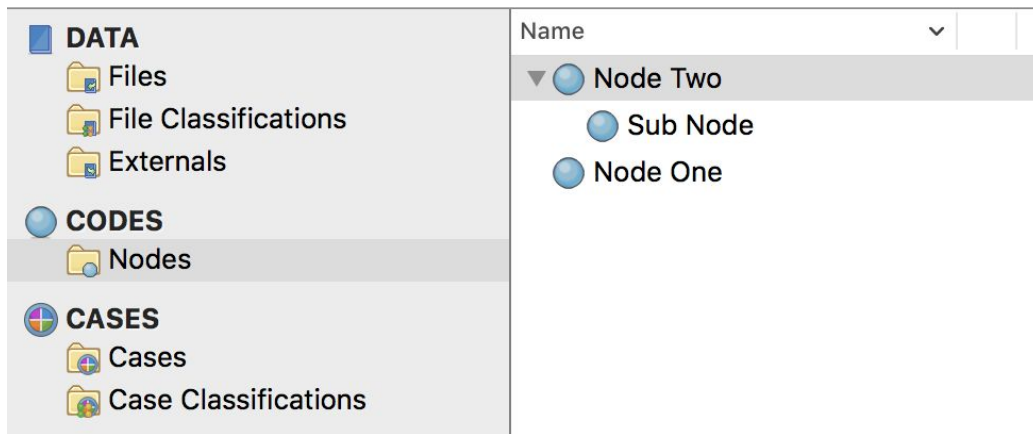 DATA
Files
File Classifications
Externals
CODES
Nodes
CASES
Cases
Case Classifications
Name
Node Two
Sub Node
Node One